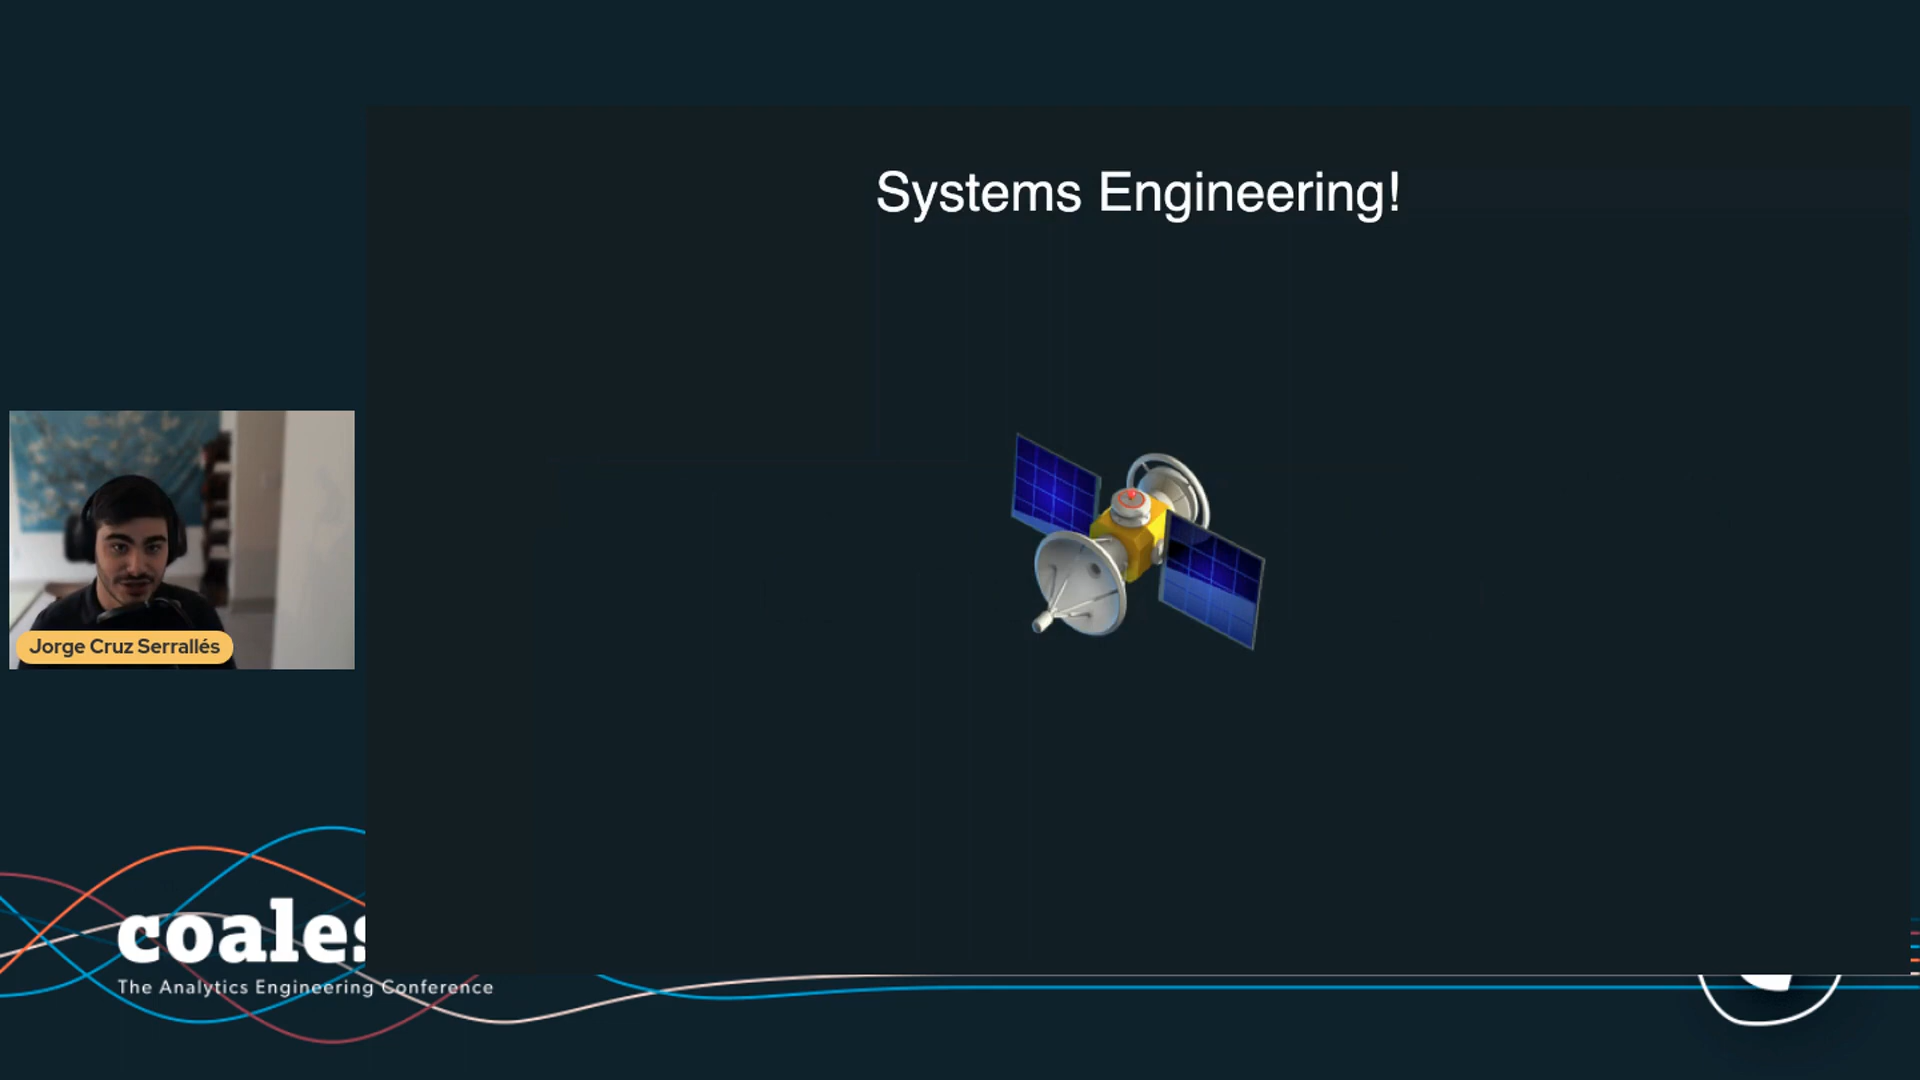 Systems Engineering!
Jorge Cruz Serrallés
coales
The Analytics Engineering Conference